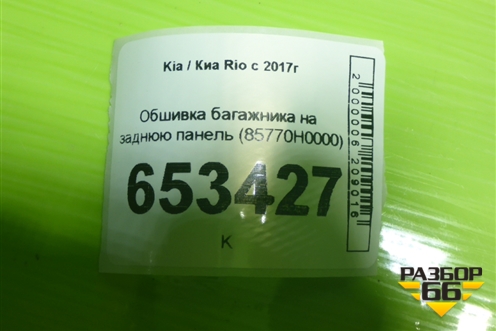 Kia / Киа Rio с 2017г
Обшивка багажника на
заднюю панель (85770H0000)
653427
К
2000006209016
РАЗБОР
66